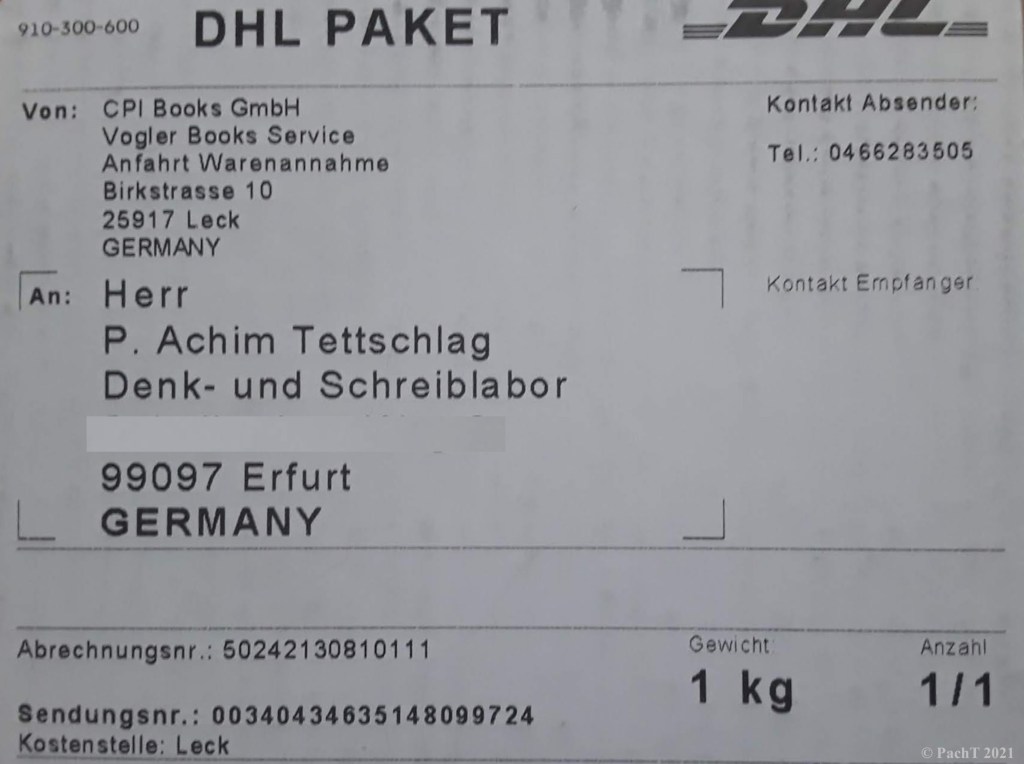 910-300-600
DHL PAKET
DHL
Von: CPI Books GmbH
Vogler Books Service
Anfahrt Warenannahme
Birkstrasse 10
25917 Leck
GERMANY
Kontakt Absender:
Tel.: 0466283505
An: Herr
P. Achim Tettschlag
Denk- und Schreiblabor
99097 Erfurt
GERMANY
Kontakt Empfänger
Abrechnungsnr.: 50242130810111
Gewicht
1 kg
Anzahl
1/1
Sendungsnr.: 00340434635148099724
Kostenstelle: Leck
© PachT 2021